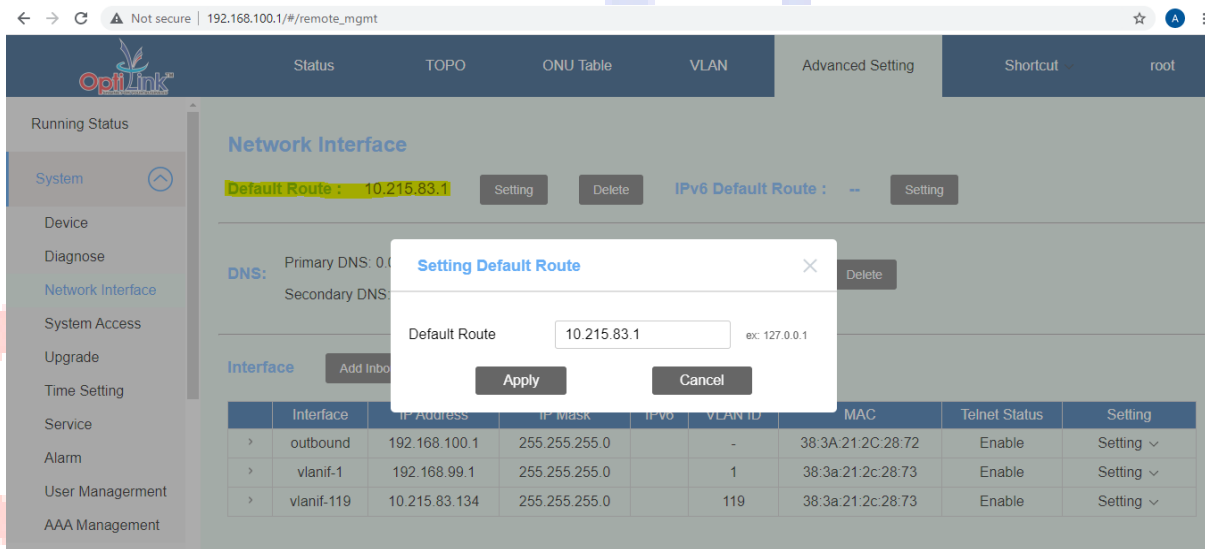 Not secure 192.168.100.1/#/remote_mgmt A
OptiLink
Status TOPO ONU Table VLAN Advanced Setting Shortcut root
Running Status
System
Device
Diagnose
Network Interface
System Access
Upgrade
Time Setting
Service
Alarm
User Managerment
AAA Management
Network Interface
Default Route : 10.215.83.1 Setting Delete IPv6 Default Route : -- Setting
DNS: Primary DNS: 0.0 Delete
Secondary DNS:
Setting Default Route
Default Route 10.215.83.1 ex: 127.0.0.1
Apply Cancel
Interface Add Inbo
Interface IP Address IP Mask IPv6 VLAN ID MAC Telnet Status Setting
outbound 192.168.100.1 255.255.255.0 - 38:3A:21:2C:28:72 Enable Setting
vlanif-1 192.168.99.1 255.255.255.0 1 38:3a:21:2c:28:73 Enable Setting
vlanif-119 10.215.83.134 255.255.255.0 119 38:3a:21:2c:28:73 Enable Setting